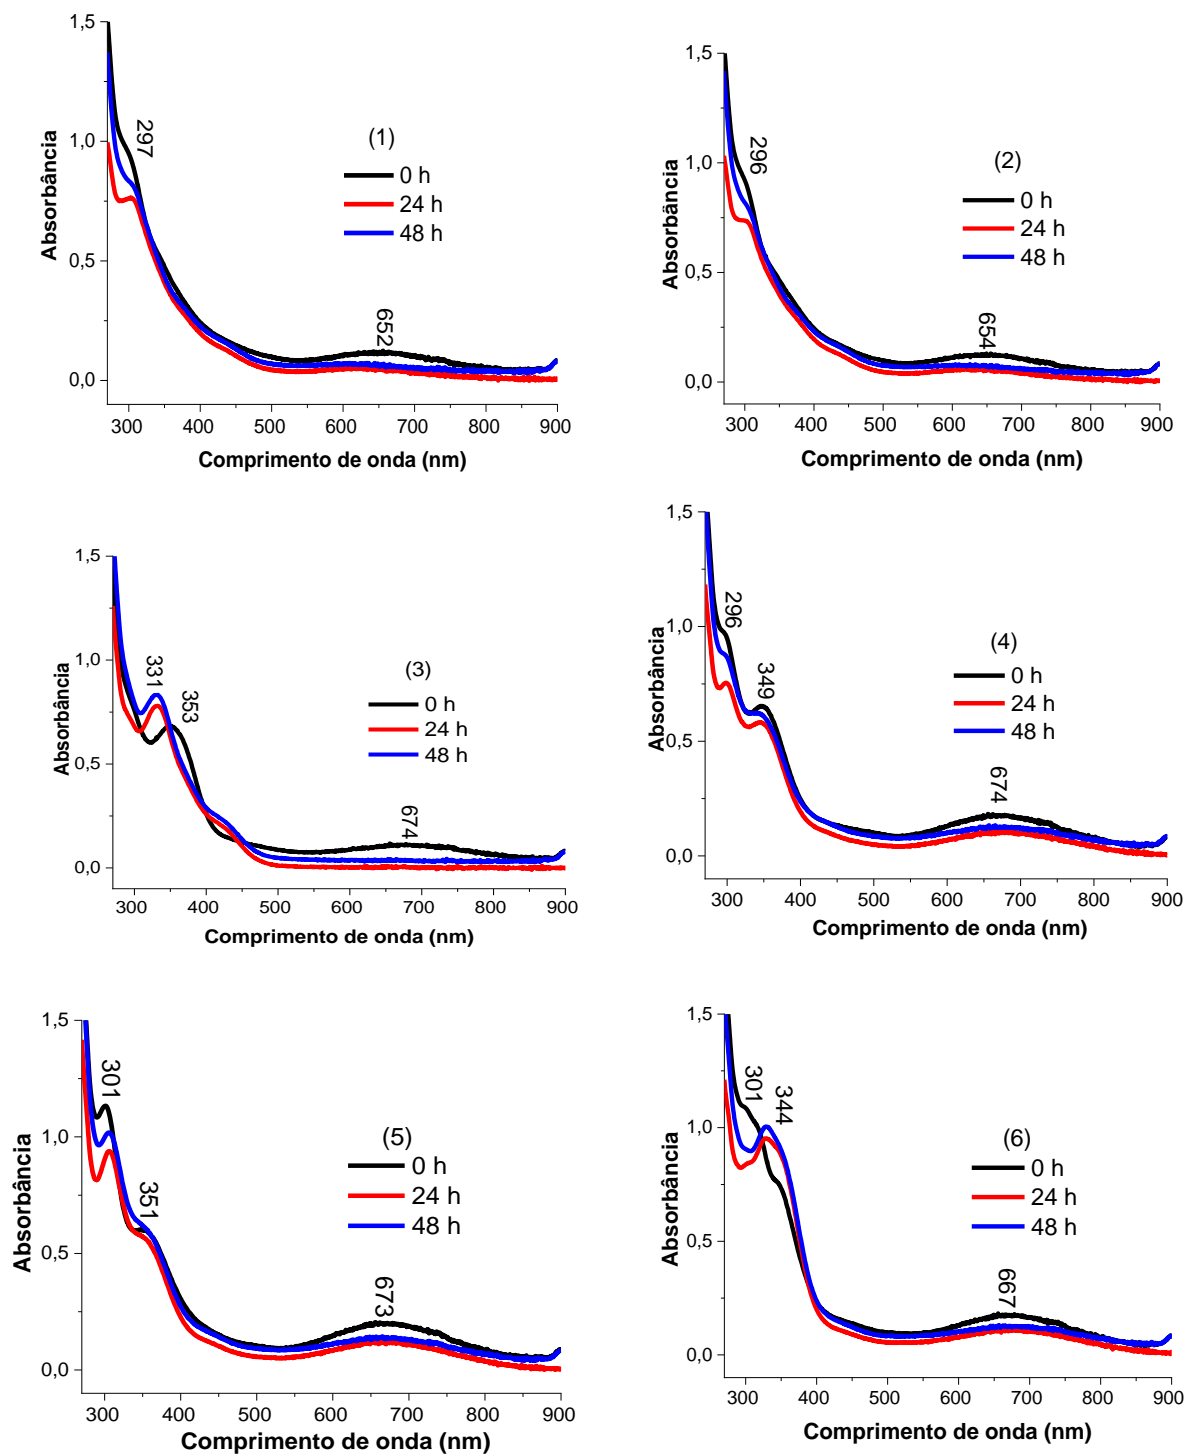 1,5
1,0
0,5
0,0
Absorbância
297
652
(1)
0 h
24 h
48 h
300 400 500 600 700 800 900
Comprimento de onda (nm)
1,5
1,0
0,5
0,0
Absorbância
296
654
(2)
0 h
24 h
48 h
300 400 500 600 700 800 900
Comprimento de onda (nm)
1,5
1,0
0,5
0,0
Absorbância
331
353
674
(3)
0 h
24 h
48 h
300 400 500 600 700 800 900
Comprimento de onda (nm)
1,5
1,0
0,5
0,0
Absorbância
296
349
674
(4)
0 h
24 h
48 h
300 400 500 600 700 800 900
Comprimento de onda (nm)
1,5
1,0
0,5
0,0
Absorbância
301
351
673
(5)
0 h
24 h
48 h
300 400 500 600 700 800 900
Comprimento de onda (nm)
1,5
1,0
0,5
0,0
Absorbância
301
344
667
(6)
0 h
24 h
48 h
300 400 500 600 700 800 900
Comprimento de onda (nm)